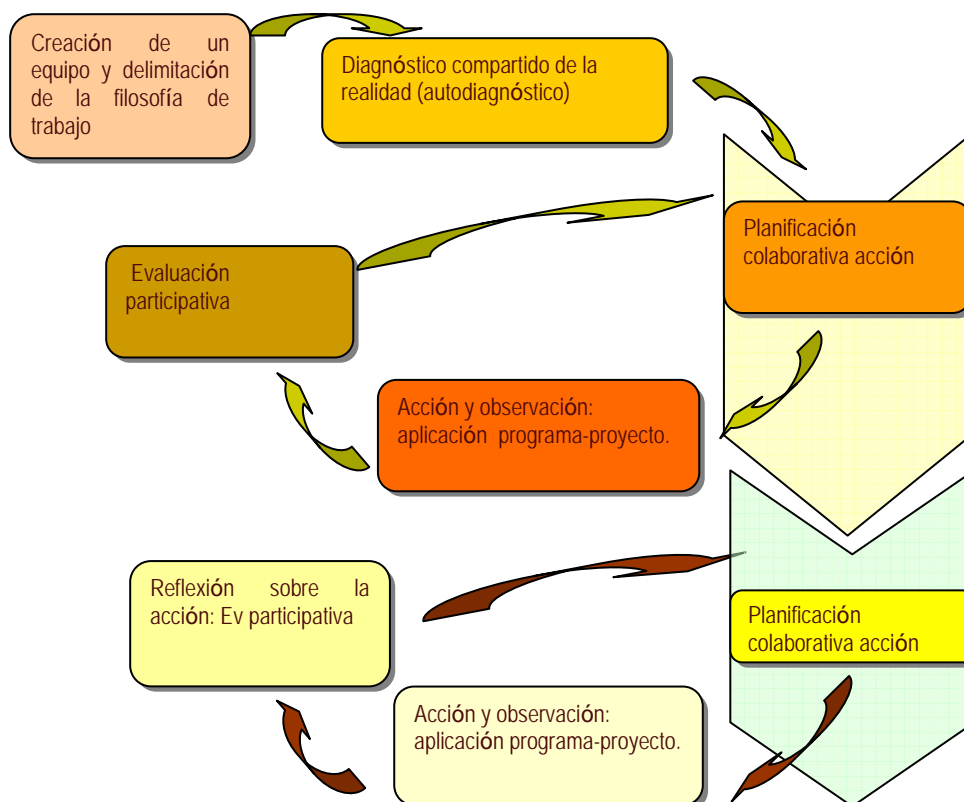 Creación de un
equipo y delimitación
de la filosofía de
trabajo
Diagnóstico compartido de la
realidad (autodiagnóstico)
Planificación
colaborativa acción
Evaluación
participativa
Acción y observación:
aplicación programa-proyecto.
Reflexión sobre la
acción: Ev participativa
Planificación
colaborativa acción
Acción y observación:
aplicación programa-proyecto.